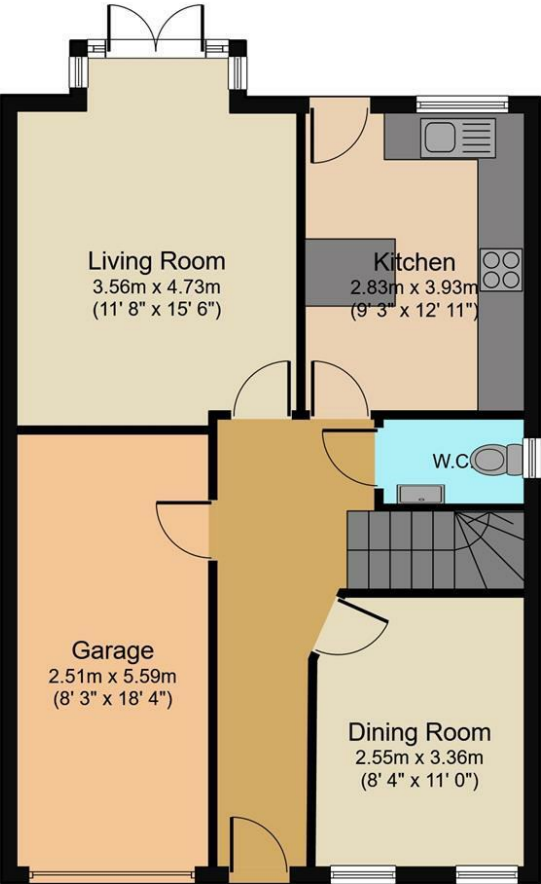 Living Room
3.56m x 4.73m
(11' 8" x 15' 6")
Kitchen
2.83m x 3.93m
(9' 3" x 12' 11")
W.C.
Garage
2.51m x 5.59m
(8' 3" x 18' 4")
Dining Room
2.55m x 3.36m
(8' 4" x 11' 0")